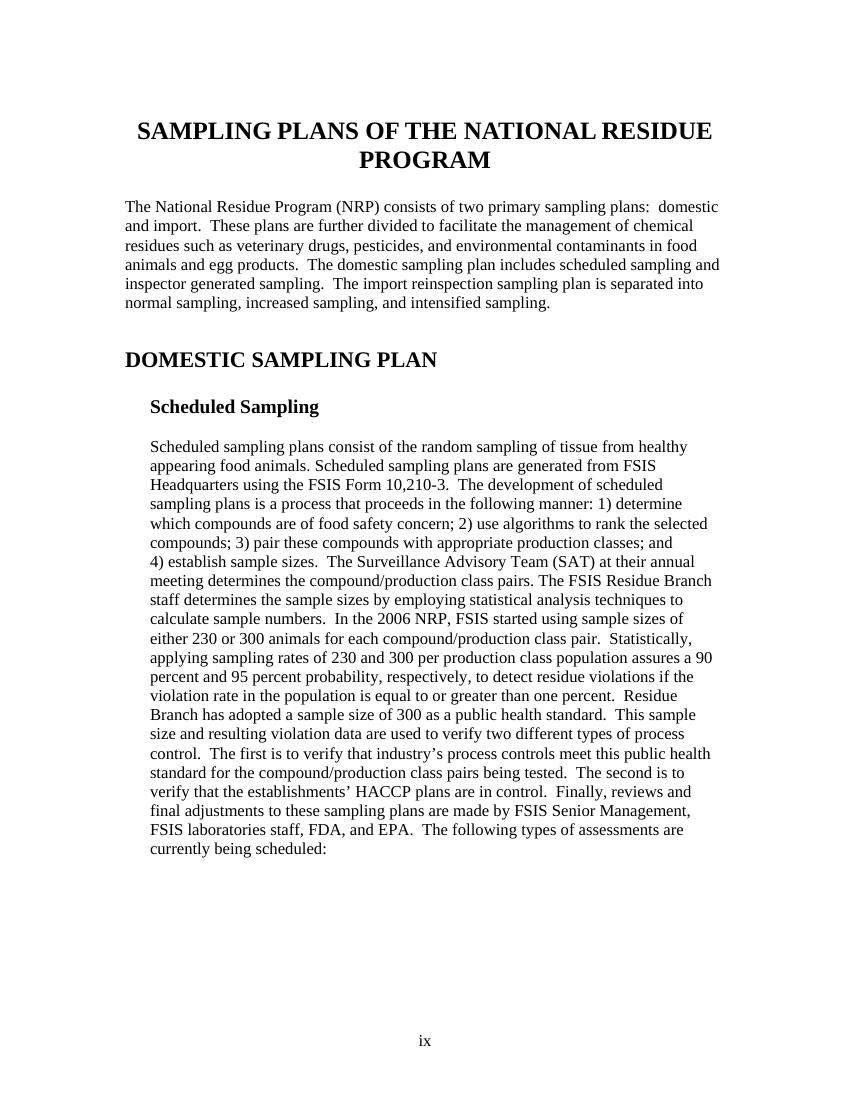 SAMPLING PLANS OF THE NATIONAL RESIDUE
PROGRAM
The National Residue Program (NRP) consists of two primary sampling plans:  domestic
and import.  These plans are further divided to facilitate the management of chemical
residues such as veterinary drugs, pesticides, and environmental contaminants in food
animals and egg products.  The domestic sampling plan includes scheduled sampling and
inspector generated sampling.  The import reinspection sampling plan is separated into
normal sampling, increased sampling, and intensified sampling.
DOMESTIC SAMPLING PLAN
Scheduled Sampling
Scheduled sampling plans consist of the random sampling of tissue from healthy
appearing food animals. Scheduled sampling plans are generated from FSIS
Headquarters using the FSIS Form 10,210-3.  The development of scheduled
sampling plans is a process that proceeds in the following manner: 1) determine
which compounds are of food safety concern; 2) use algorithms to rank the selected
compounds; 3) pair these compounds with appropriate production classes; and
4) establish sample sizes.  The Surveillance Advisory Team (SAT) at their annual
meeting determines the compound/production class pairs. The FSIS Residue Branch
staff determines the sample sizes by employing statistical analysis techniques to
calculate sample numbers.  In the 2006 NRP, FSIS started using sample sizes of
either 230 or 300 animals for each compound/production class pair.  Statistically,
applying sampling rates of 230 and 300 per production class population assures a 90
percent and 95 percent probability, respectively, to detect residue violations if the
violation rate in the population is equal to or greater than one percent.  Residue
Branch has adopted a sample size of 300 as a public health standard.  This sample
size and resulting violation data are used to verify two different types of process
control.  The first is to verify that industry’s process controls meet this public health
standard for the compound/production class pairs being tested.  The second is to
verify that the establishments’ HACCP plans are in control.  Finally, reviews and
final adjustments to these sampling plans are made by FSIS Senior Management,
FSIS laboratories staff, FDA, and EPA.  The following types of assessments are
currently being scheduled:
ix